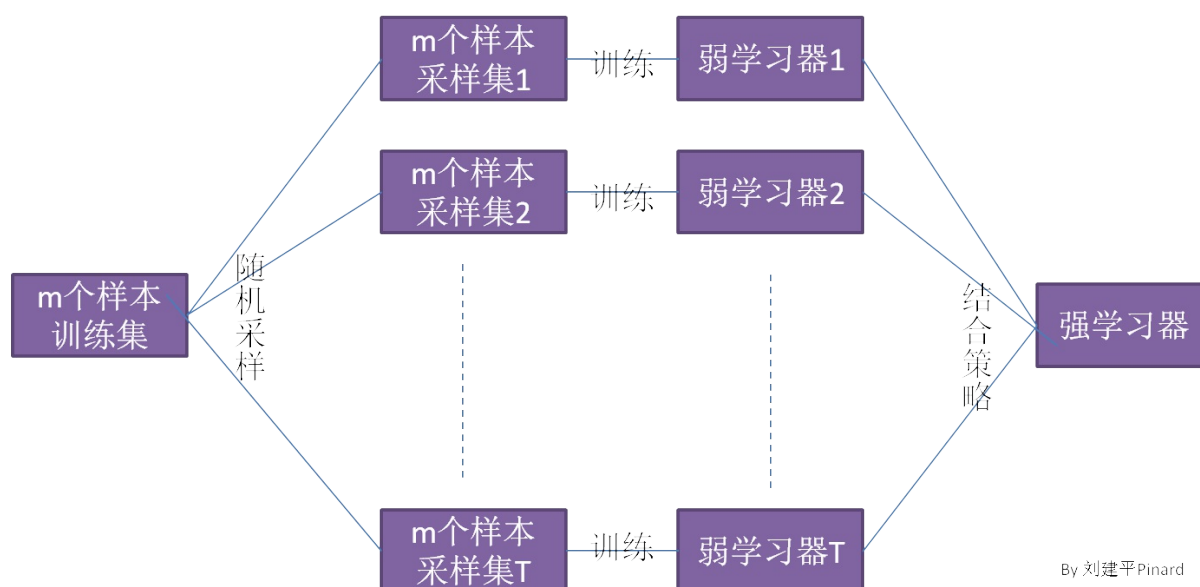 m个样本
采样集1
训练
弱学习器1
m个样本
采样集2
训练
弱学习器2
m个样本
训练集
随机采样
结合策略
强学习器
m个样本
采样集T
训练
弱学习器T
By 刘建平Pinard